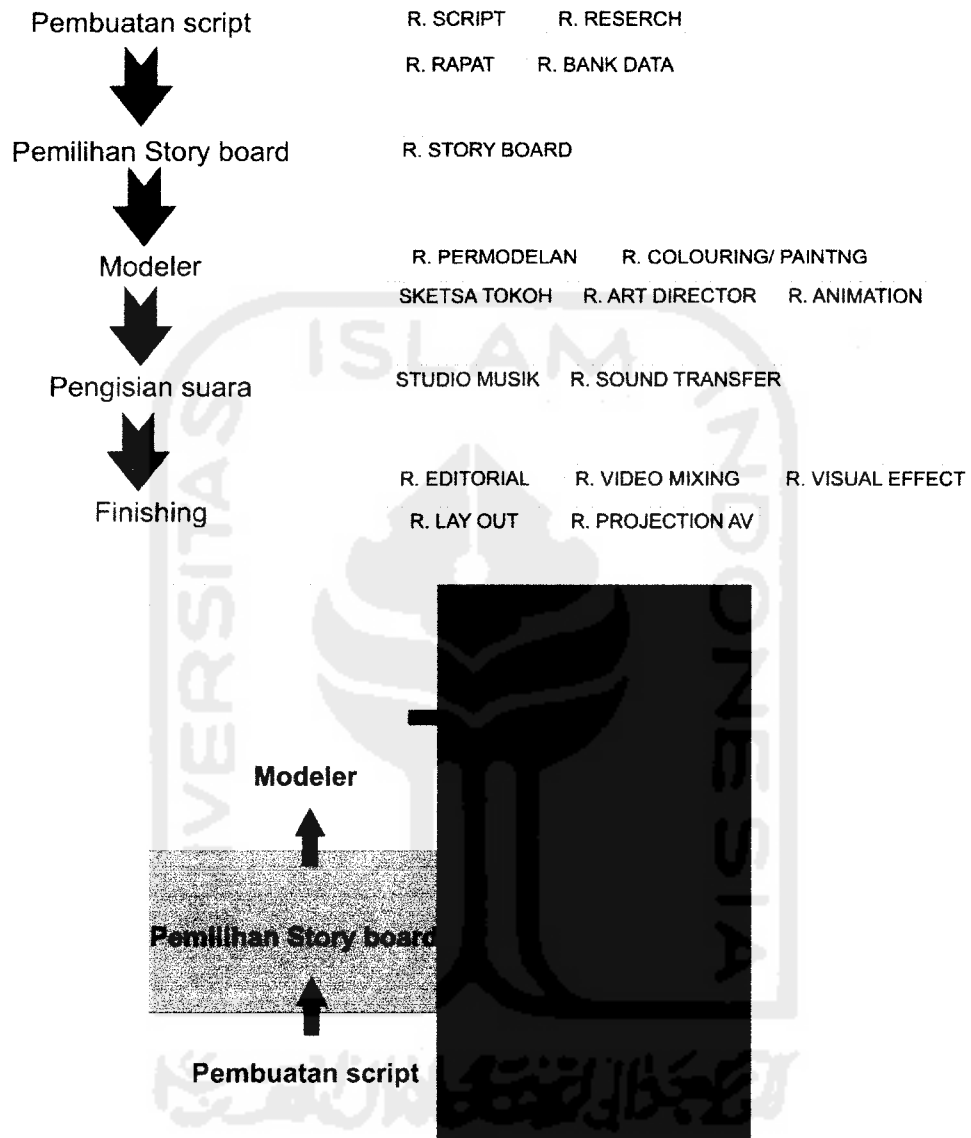 Pembuatan script R. SCRIPT R. RESERCH
R. RAPAT R. BANK DATA
Pemilihan Story board R. STORY BOARD
Modeler R. PERMODELAN R. COLOURING/ PAINTNG
SKETSA TOKOH R. ART DIRECTOR R. ANIMATION
Pengisian suara STUDIO MUSIK R. SOUND TRANSFER
R. EDITORIAL R. VIDEO MIXING R. VISUAL EFFECT
Finishing R. LAY OUT R. PROJECTION AV
Modeler
Pemilihan Story board
Pembuatan script
ISLAM
INDONESIA